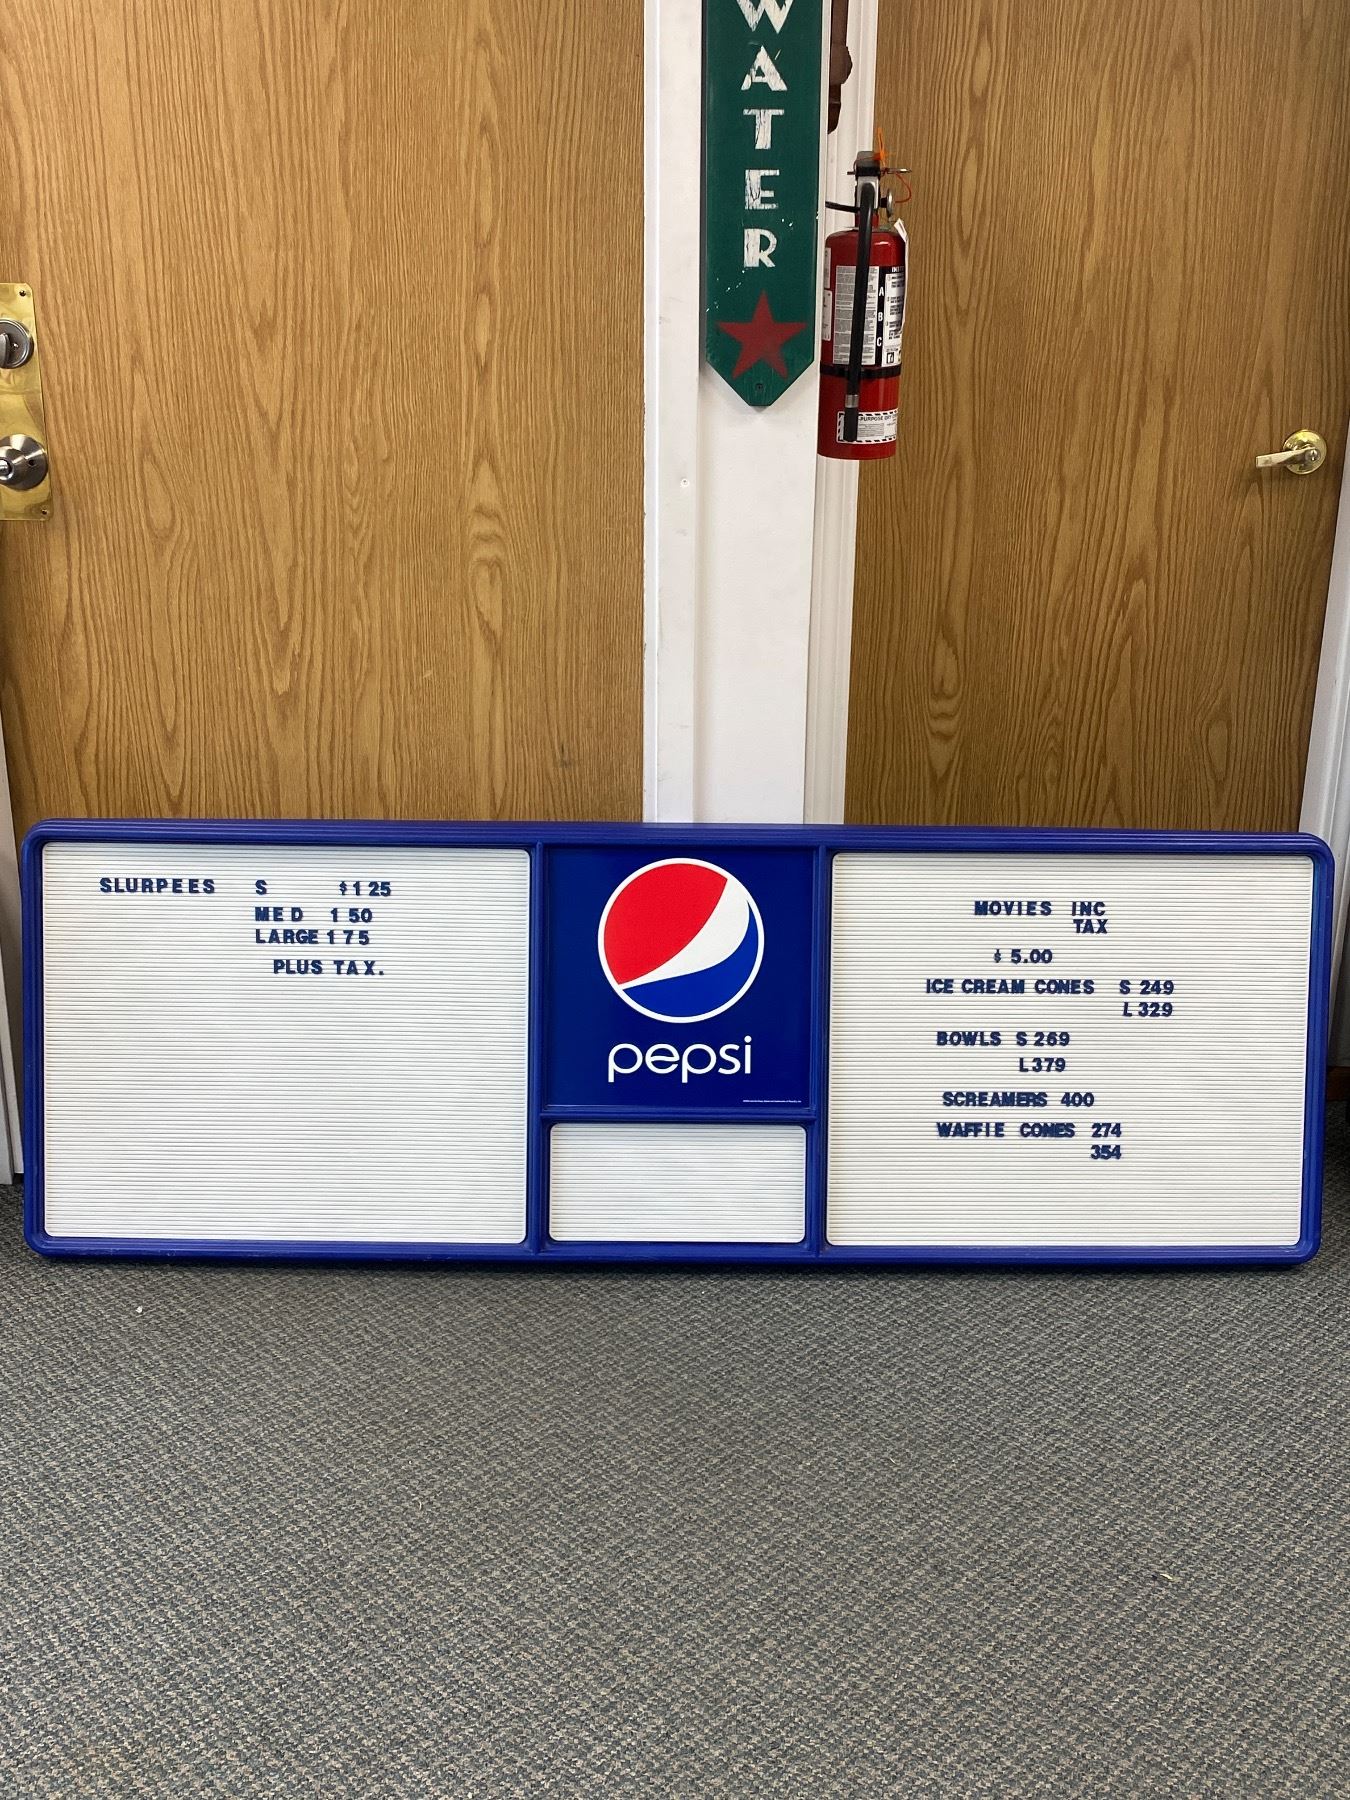 WATER
A
B
C
SLURPEES S $1 25
MED 1 50
LARGE 1 75
PLUS TAX.
pepsi
MOVIES INC
TAX
$ 5.00
ICE CREAM CONES S 249
L 329
BOWLS S 269
L 379
SCREAMERS 400
WAFFIE CONES 274
354